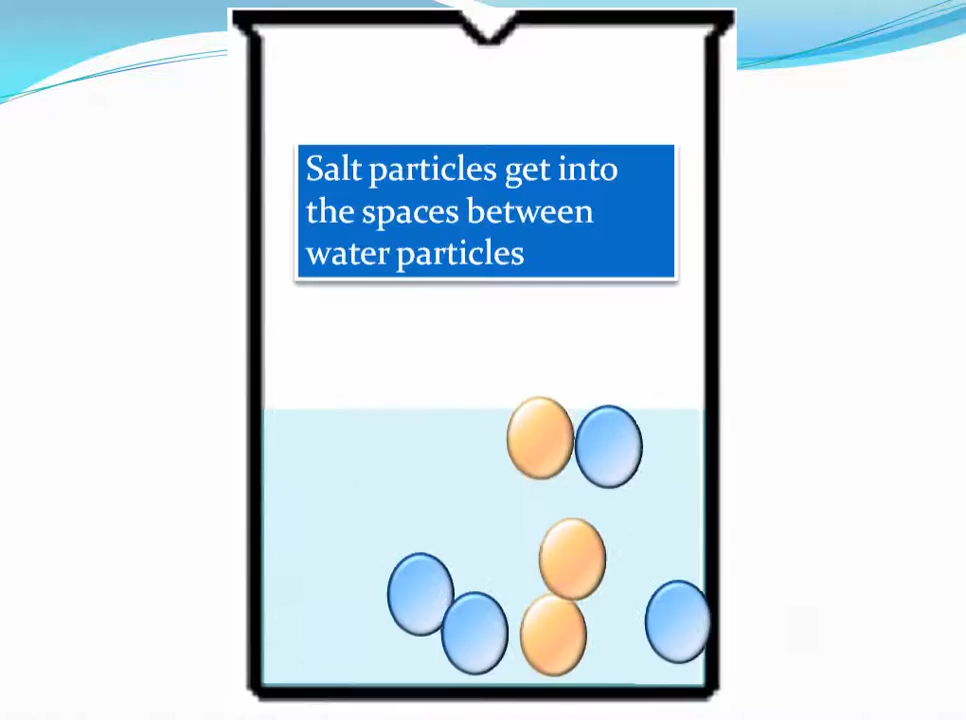 Salt particles get into
the spaces between
water particles